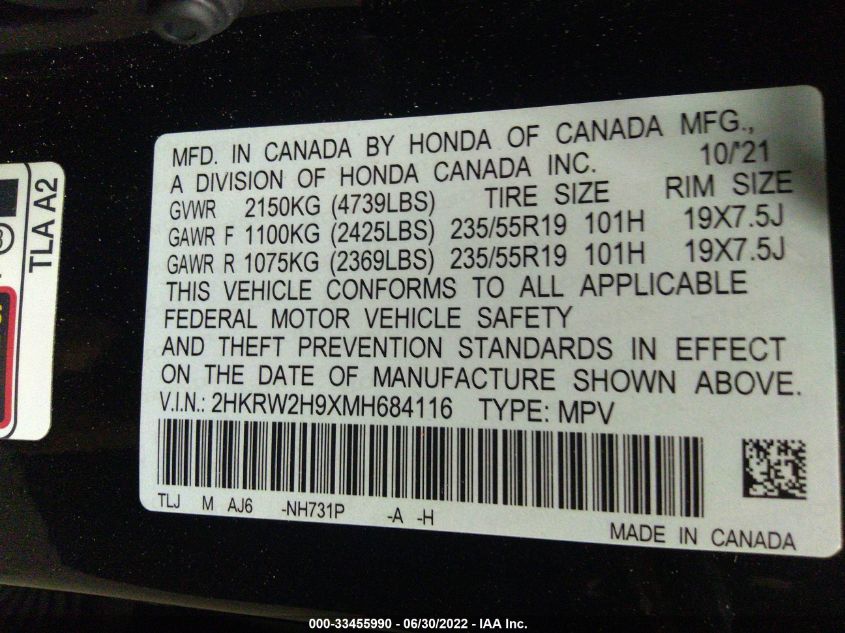 MFD. IN CANADA BY HONDA OF CANADA MFG.,
A DIVISION OF HONDA CANADA INC. 10/'21
GVWR 2150KG (4739LBS) TIRE SIZE RIM SIZE
GAWR F 1100KG (2425LBS) 235/55R19 101H 19X7.5J
GAWR R 1075KG (2369LBS) 235/55R19 101H 19X7.5J
THIS VEHICLE CONFORMS TO ALL APPLICABLE
FEDERAL MOTOR VEHICLE SAFETY
AND THEFT PREVENTION STANDARDS IN EFFECT
ON THE DATE OF MANUFACTURE SHOWN ABOVE.
V.I.N.: 2HKRW2H9XMH684116 TYPE: MPV
TLJ M AJ6 -NH731P -A -H
MADE IN CANADA
TLA A2
000-33455990 - 06/30/2022 - IAA Inc.